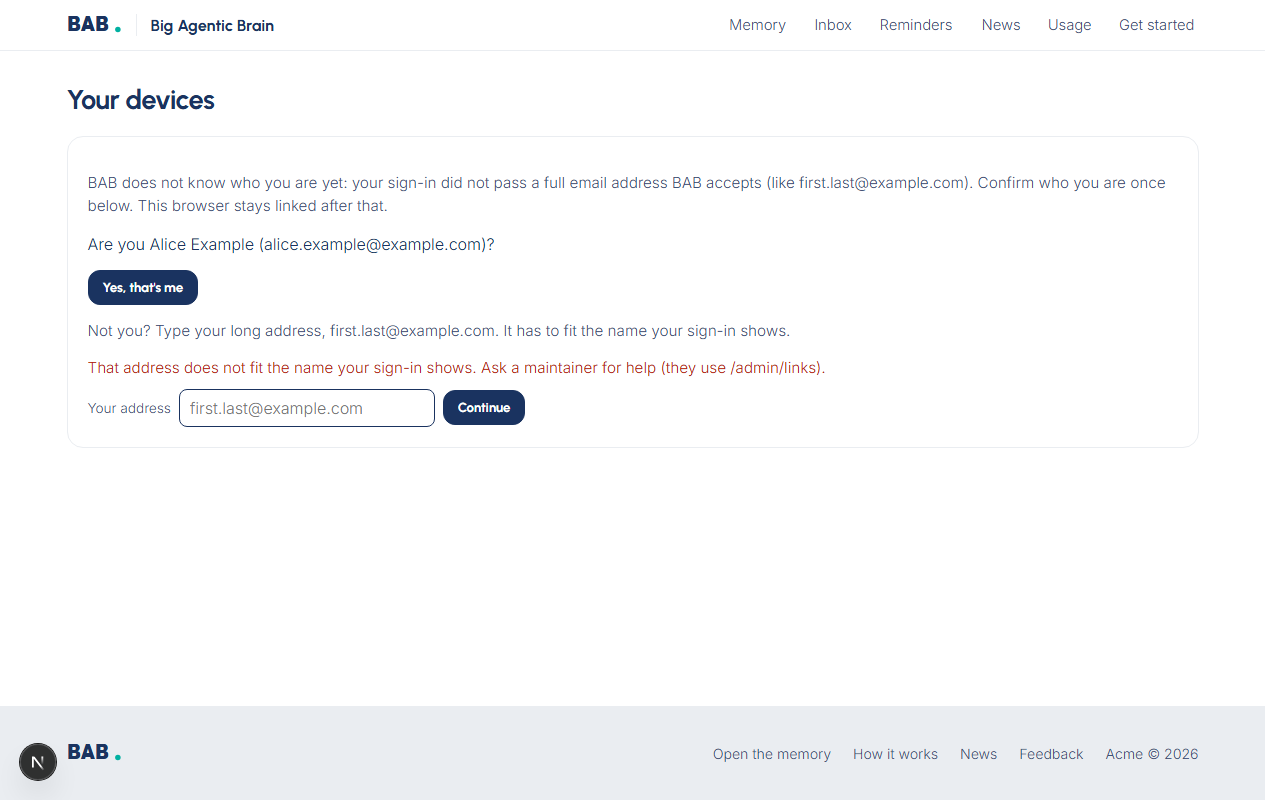 BAB. Big Agentic Brain Memory Inbox Reminders News Usage Get started
Your devices
BAB does not know who you are yet: your sign-in did not pass a full email address BAB accepts (like first.last@example.com). Confirm who you are once
below. This browser stays linked after that.
Are you Alice Example (alice.example@example.com)?
Yes, that's me
Not you? Type your long address, first.last@example.com. It has to fit the name your sign-in shows.
That address does not fit the name your sign-in shows. Ask a maintainer for help (they use /admin/links).
Your address first.last@example.com Continue
N BAB. Open the memory How it works News Feedback Acme © 2026